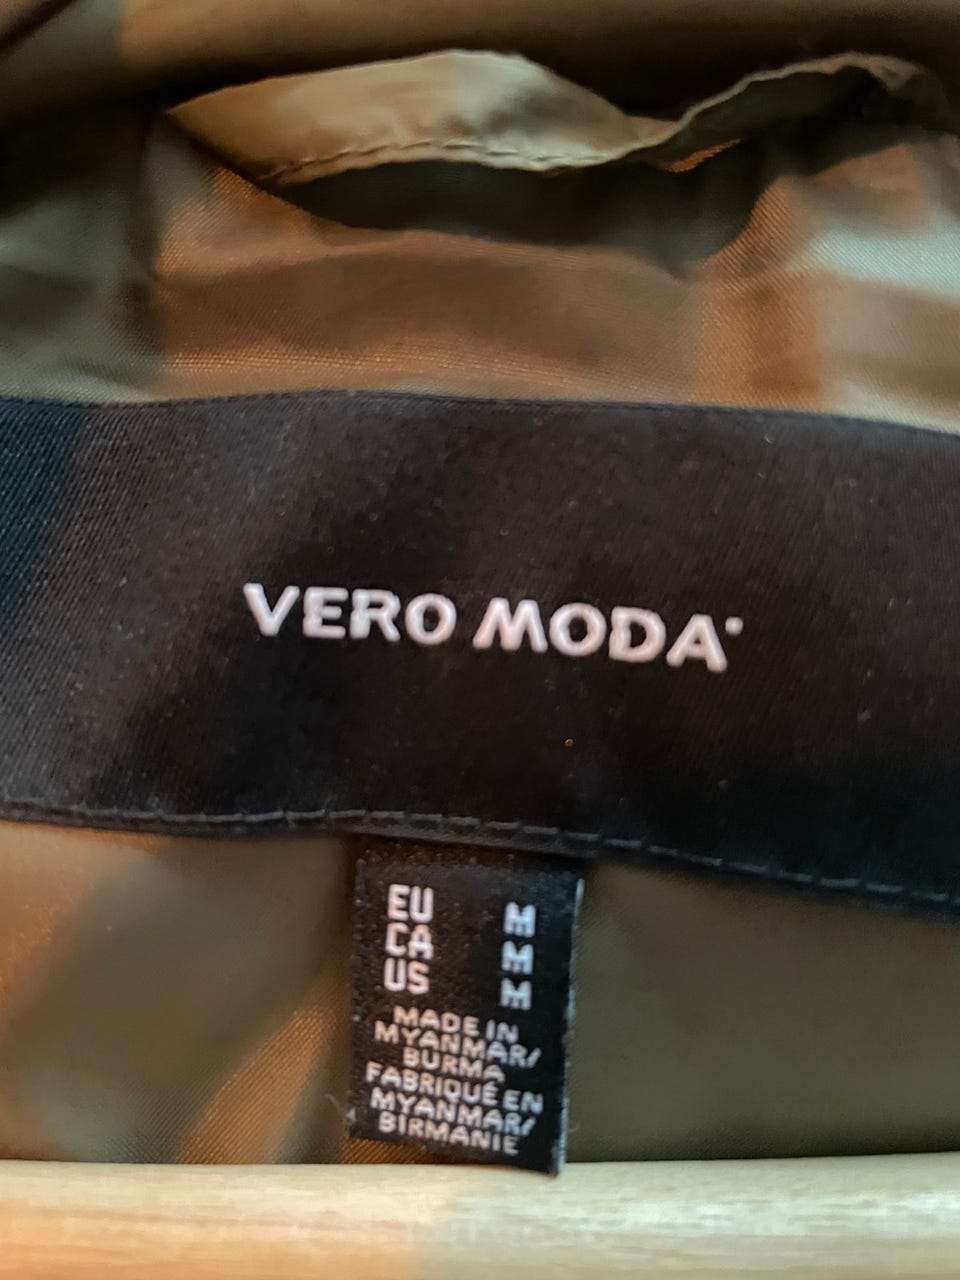 VERO MODA
EU M
CA M
US M
MADE IN
MYANMAR/
BURMA
FABRIQUÉ EN
MYANMAR/
BIRMANIE